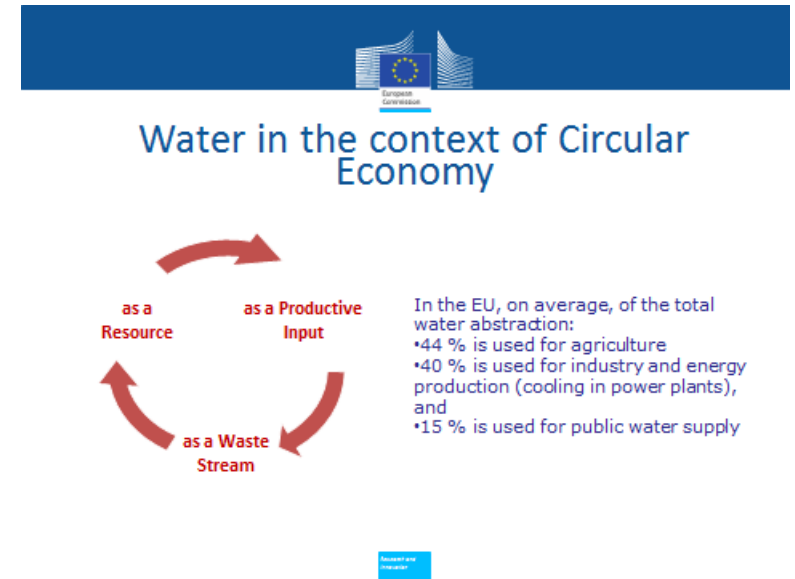 European
Commission
Water in the context of Circular
Economy
as a
Resource
as a Productive
Input
as a Waste
Stream
In the EU, on average, of the total
water abstraction:
•44 % is used for agriculture
•40 % is used for industry and energy
production (cooling in power plants),
and
•15 % is used for public water supply
Research and
Innovation